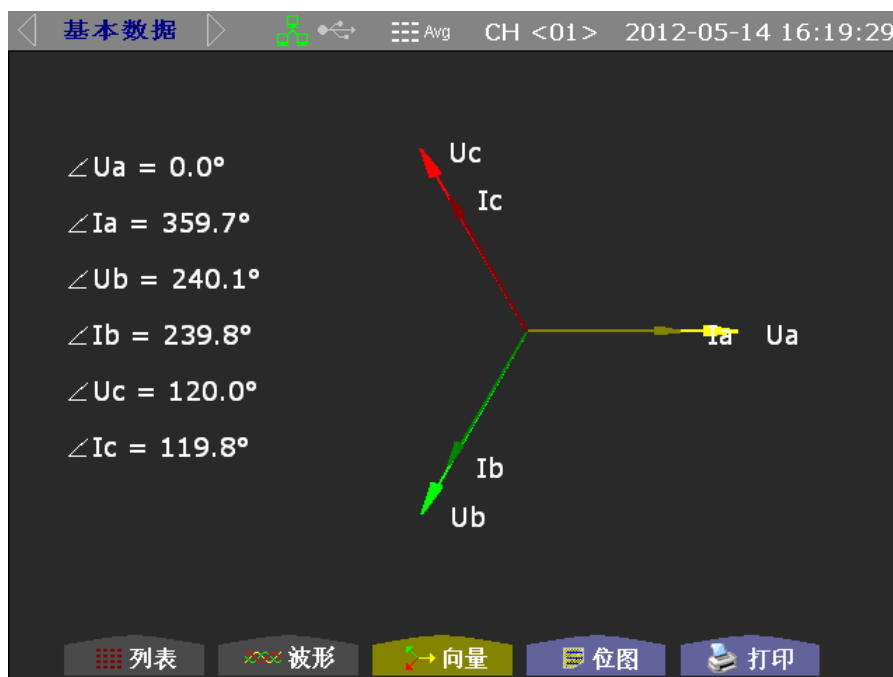 基本数据 Avg CH <01> 2012-05-14 16:19:29
∠Ua = 0.0°
∠Ia = 359.7°
∠Ub = 240.1°
∠Ib = 239.8°
∠Uc = 120.0°
∠Ic = 119.8°
Uc
Ic
Ia Ua
Ib
Ub
列表 波形 向量 位图 打印